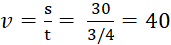 v = s/t = 30/(3/4) = 40